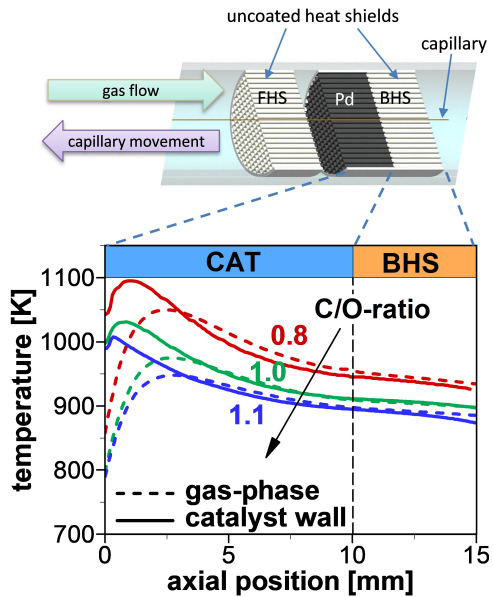 uncoated heat shields
capillary
gas flow
FHS
Pd
BHS
capillary movement
CAT
BHS
1100
1000
900
800
700
temperature [K]
C/O-ratio
0.8
1.0
1.1
gas-phase
catalyst wall
0
5
10
15
axial position [mm]